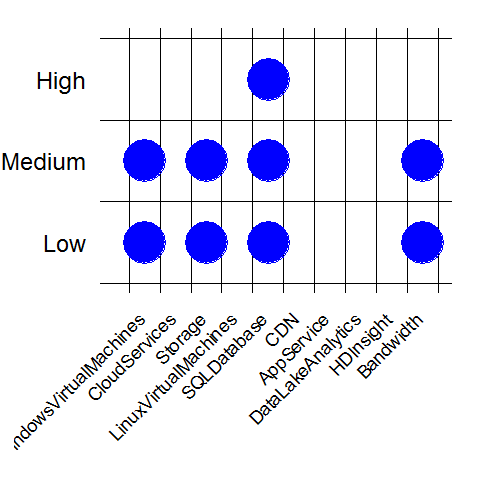 High
Medium
Low
ndowsVirtualMachines
CloudServices
Storage
LinuxVirtualMachines
SQLDatabase
CDN
AppService
DataLakeAnalytics
HDInsight
Bandwidth